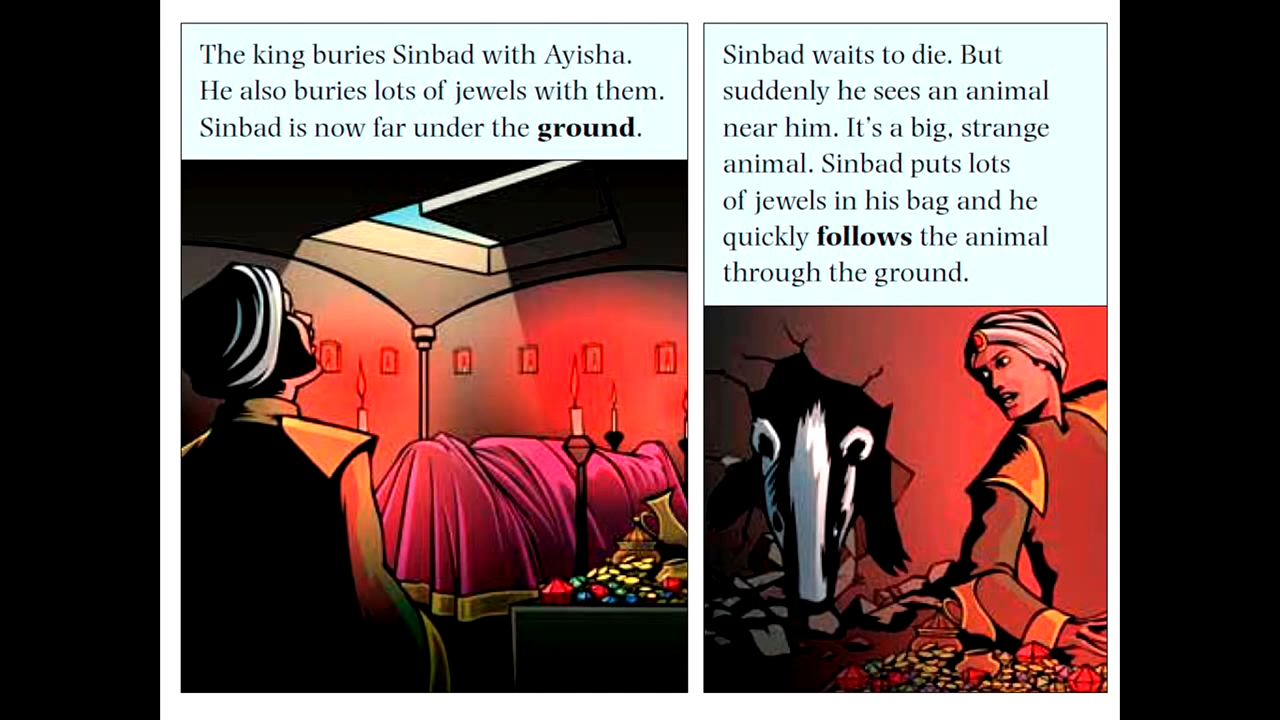 The king buries Sinbad with Ayisha.
He also buries lots of jewels with them.
Sinbad is now far under the ground.
Sinbad waits to die. But
suddenly he sees an animal
near him. It's a big, strange
animal. Sinbad puts lots
of jewels in his bag and he
quickly follows the animal
through the ground.